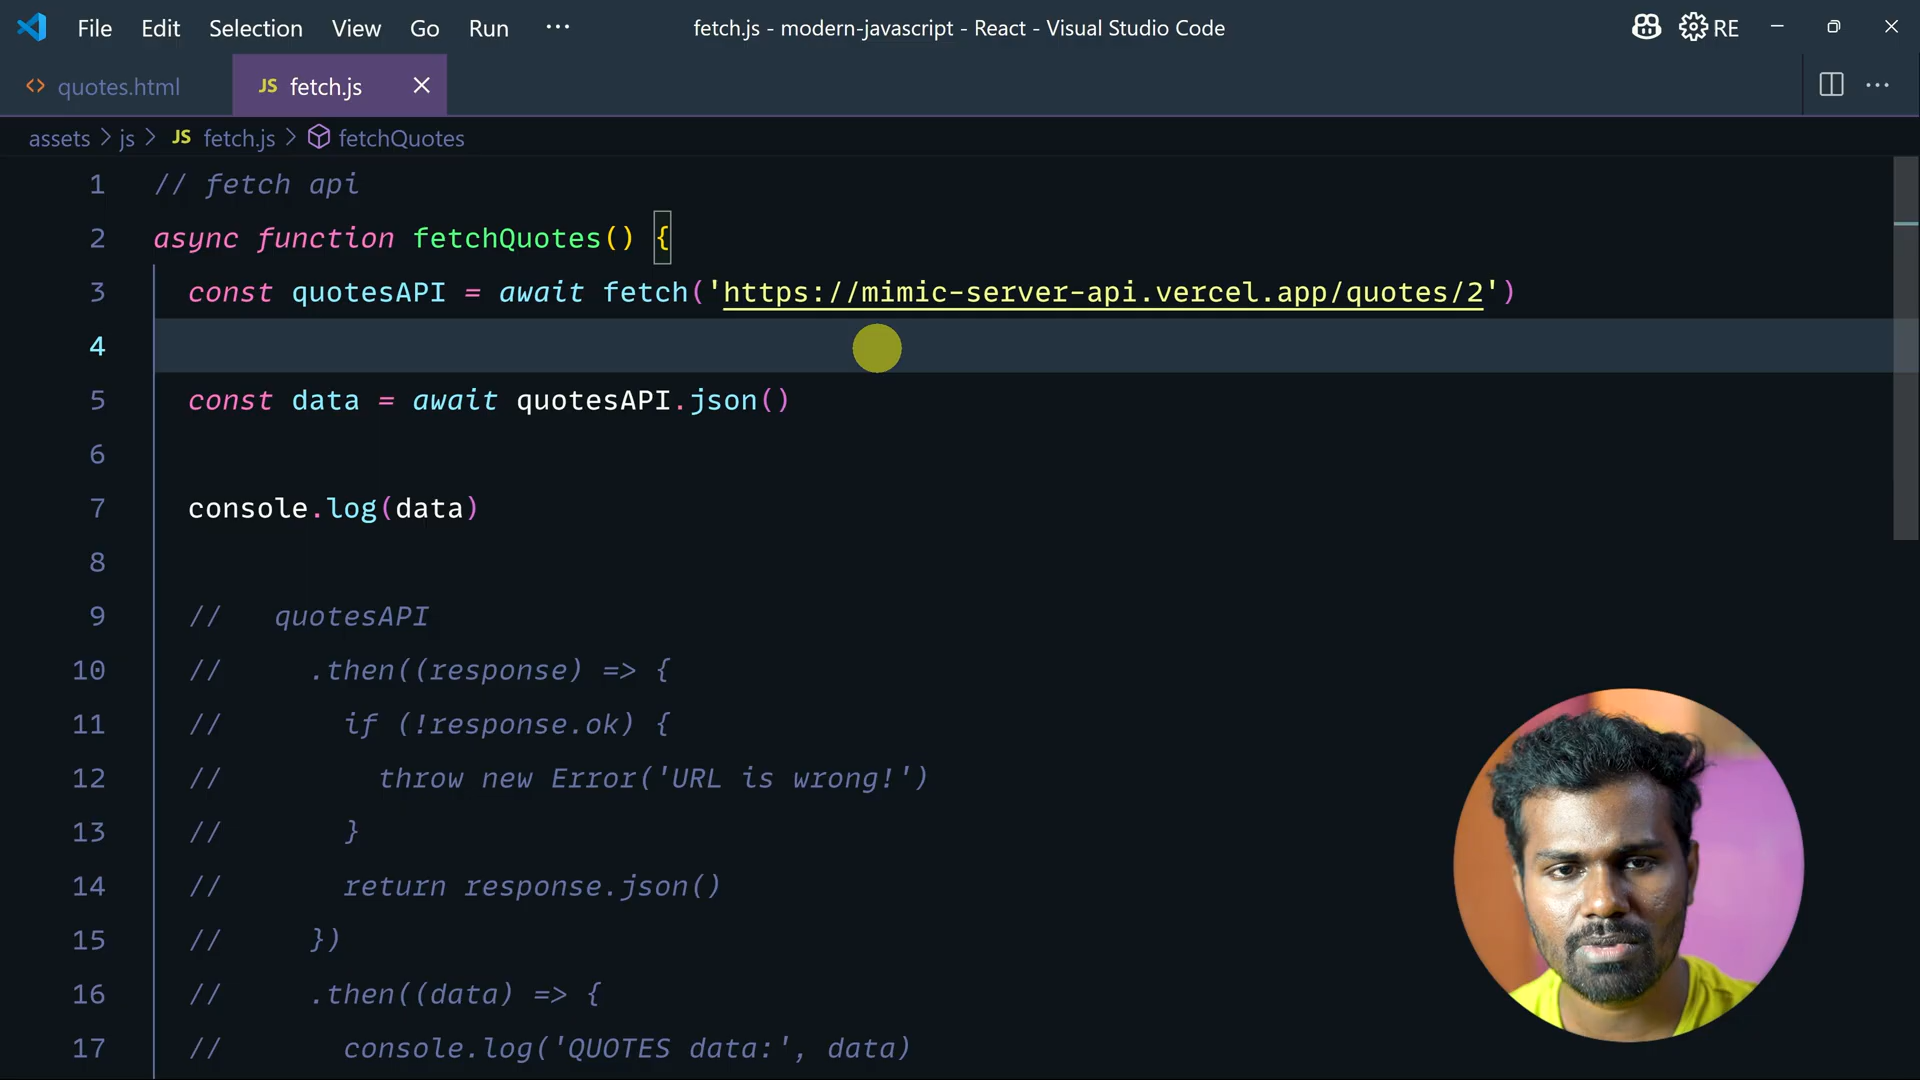 File Edit Selection View Go Run ··· fetch.js - modern-javascript - React - Visual Studio Code RE
quotes.html JS fetch.js
assets > js > JS fetch.js > fetchQuotes
1 // fetch api
2 async function fetchQuotes() {
3 const quotesAPI = await fetch('https://mimic-server-api.vercel.app/quotes/2')
4
5 const data = await quotesAPI.json()
6
7 console.log(data)
8
9 // quotesAPI
10 // .then((response) => {
11 // if (!response.ok) {
12 // throw new Error('URL is wrong!')
13 // }
14 // return response.json()
15 // })
16 // .then((data) => {
17 // console.log('QUOTES data:', data)